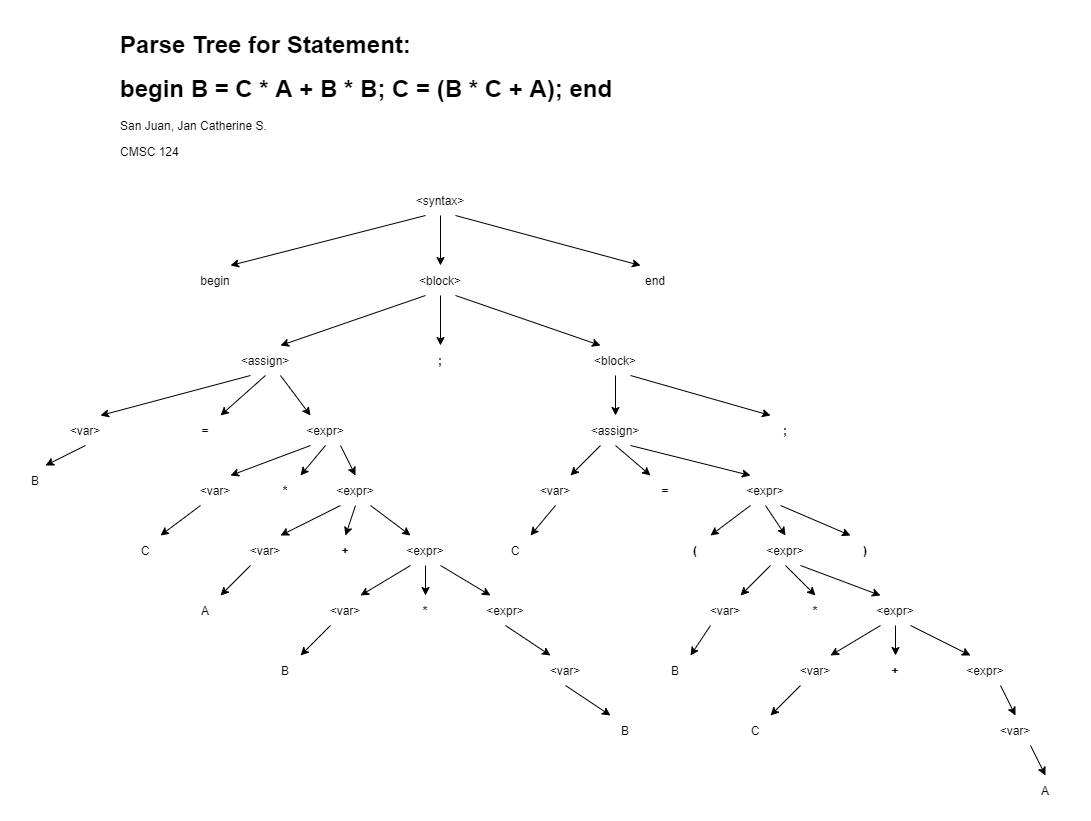 Parse Tree for Statement:
begin B = C * A + B * B; C = (B * C + A); end
San Juan, Jan Catherine S.
CMSC 124
<syntax>
begin <block> end
<assign> ; <block>
<var> = <expr> <assign> ;
B
<var> * <expr> <var> = <expr>
C <var> + <expr> C ( <expr> )
A <var> * <expr> <var> * <expr>
B <var> B <var> + <expr>
B C <var>
A